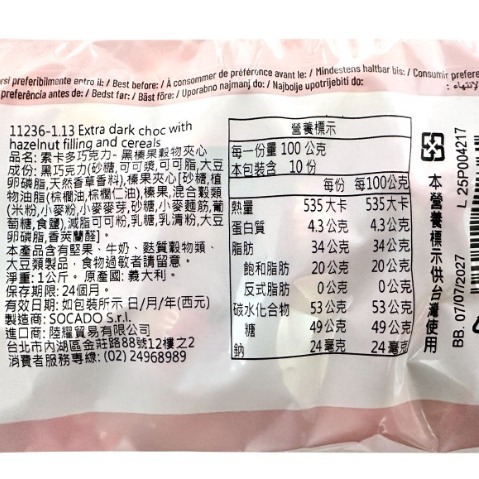 rsi preferibilmente entro il: / Best before: / À consommer de préférence avant le: / Mindestens haltbar bis: / Consumir prefere
preferência antes de: / Bedst før: / Bäst före: / Uporabno najmanj do: / Najbolje upotrijebiti do:
11236-1.13 Extra dark choc with
hazelnut filling and cereals
品名: 索卡多巧克力- 黑榛果穀物夾心
成份: 黑巧克力(砂糖,可可漿,可可脂,大豆
卵磷脂,天然香草香料),榛果夾心[砂糖,植
物油脂(棕櫚油,棕櫚仁油),榛果,混合穀類
(米粉,小麥粉,小麥麥芽,砂糖,小麥麵筋,葡
萄糖,食鹽),減脂可可粉,乳糖,乳清粉,大豆
卵磷脂,香莢蘭醛]。
本產品含有堅果、牛奶、麩質穀物類、
大豆類製品，食物過敏者請留意。
淨重:1公斤。原產國:義大利。
保存期限:24個月。
有效日期:如包裝所示 日/月/年(西元)
製造商: SOCADO S.r.l.
進口商: 陸耀貿易有限公司
台北市內湖區金莊路88號12樓之2
消費者服務專線: (02) 24968989
營養標示
每一份量 100 公克
本包裝含 10 份
每份 每100公克
熱量 535 大卡 535 大卡
蛋白質 4.3 公克 4.3 公克
脂肪 34 公克 34 公克
飽和脂肪 20 公克 20 公克
反式脂肪 0 公克 0 公克
碳水化合物 53 公克 53 公克
糖 49 公克 49 公克
鈉 24 毫克 24 毫克
本營養標示供台灣使用
L 25P004217
BB. 07/07/2027